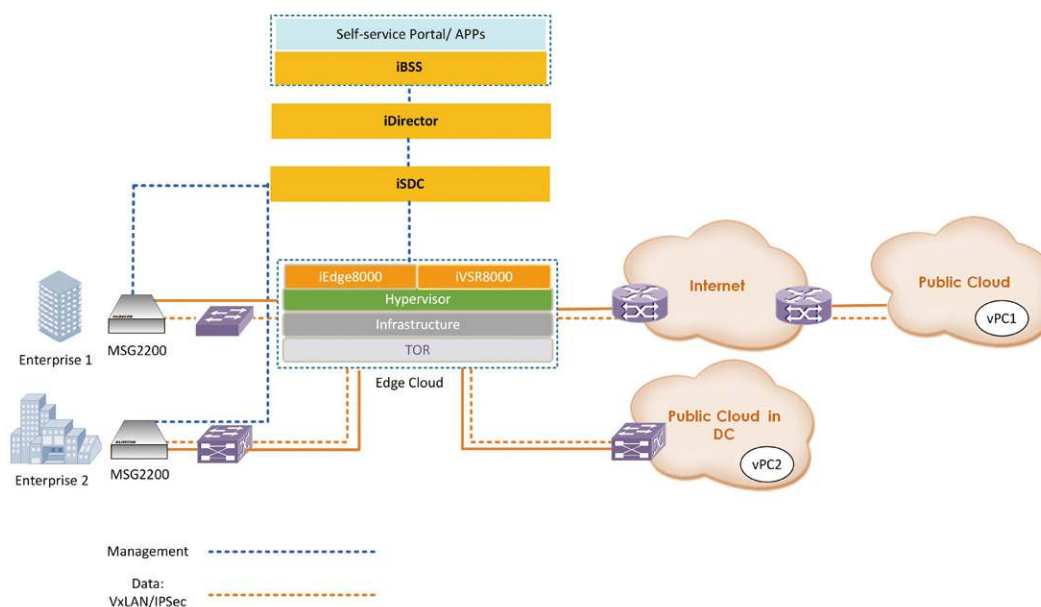 Self-service Portal/ APPs
iBSS
iDirector
iSDC
iEdge8000
iVSR8000
Hypervisor
Infrastructure
TOR
Edge Cloud
Enterprise 1
MSG2200
Enterprise 2
MSG2200
Internet
Public Cloud
vPC1
Public Cloud in
DC
vPC2
Management
Data:
VxLAN/IPSec